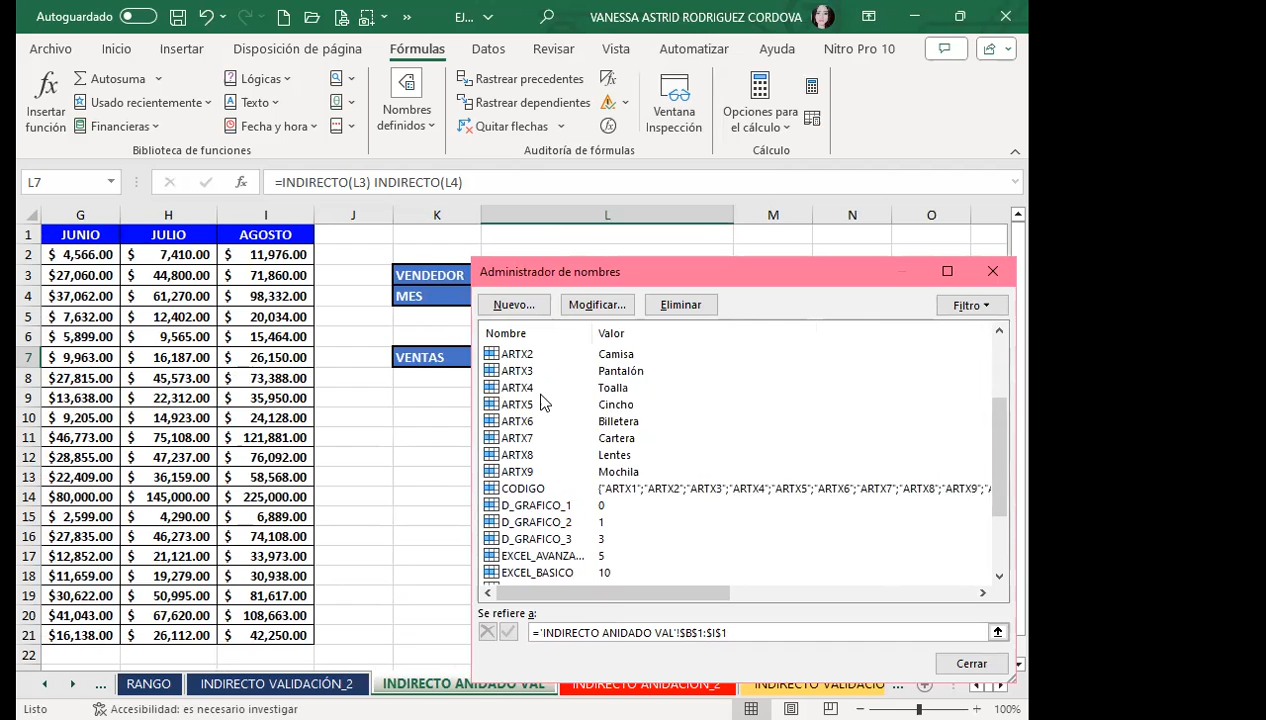 Autoguardado
EJ...
VANESSA ASTRID RODRIGUEZ CORDOVA
Archivo Inicio Insertar Disposición de página Fórmulas Datos Revisar Vista Automatizar Ayuda Nitro Pro 10
fx Insertar función
Autosuma
Usado recientemente
Financieras
Lógicas
Texto
Fecha y hora
Biblioteca de funciones
Nombres definidos
Rastrear precedentes
Rastrear dependientes
Quitar flechas
fx
fx
Ventana Inspección
Auditoría de fórmulas
Opciones para el cálculo
Cálculo
L7 fx =INDIRECTO(L3) INDIRECTO(L4)
G H I J K L M N O
1 JUNIO JULIO AGOSTO
2 $ 4,566.00 $ 7,410.00 $ 11,976.00
3 $27,060.00 $ 44,800.00 $ 71,860.00 VENDEDOR
4 $37,062.00 $ 61,270.00 $ 98,332.00 MES
5 $ 7,632.00 $ 12,402.00 $ 20,034.00
6 $ 5,899.00 $ 9,565.00 $ 15,464.00
7 $ 9,963.00 $ 16,187.00 $ 26,150.00 VENTAS
8 $27,815.00 $ 45,573.00 $ 73,388.00
9 $13,638.00 $ 22,312.00 $ 35,950.00
10 $ 9,205.00 $ 14,923.00 $ 24,128.00
11 $46,773.00 $ 75,108.00 $ 121,881.00
12 $28,855.00 $ 47,237.00 $ 76,092.00
13 $22,409.00 $ 36,159.00 $ 58,568.00
14 $80,000.00 $ 145,000.00 $ 225,000.00
15 $ 2,599.00 $ 4,290.00 $ 6,889.00
16 $27,835.00 $ 46,273.00 $ 74,108.00
17 $12,852.00 $ 21,121.00 $ 33,973.00
18 $11,659.00 $ 19,279.00 $ 30,938.00
19 $30,622.00 $ 50,995.00 $ 81,617.00
20 $41,043.00 $ 67,620.00 $ 108,663.00
21 $16,138.00 $ 26,112.00 $ 42,250.00
22
Administrador de nombres
Nuevo... Modificar... Eliminar Filtro
Nombre Valor
ARTX2 Camisa
ARTX3 Pantalón
ARTX4 Toalla
ARTX5 Cincho
ARTX6 Billetera
ARTX7 Cartera
ARTX8 Lentes
ARTX9 Mochila
CODIGO {"ARTX1";"ARTX2";"ARTX3";"ARTX4";"ARTX5";"ARTX6";"ARTX7";"ARTX8";"ARTX9";"A
D_GRAFICO_1 0
D_GRAFICO_2 1
D_GRAFICO_3 3
EXCEL_AVANZA... 5
EXCEL_BASICO 10
Se refiere a:
='INDIRECTO ANIDADO VAL'!$B$1:$I$1
Cerrar
... RANGO INDIRECTO VALIDACIÓN_2 INDIRECTO ANIDADO VAL INDIRECTO ANIDACIÓN_2 INDIRECTO VALIDACIO ...
Listo Accesibilidad: es necesario investigar 100%